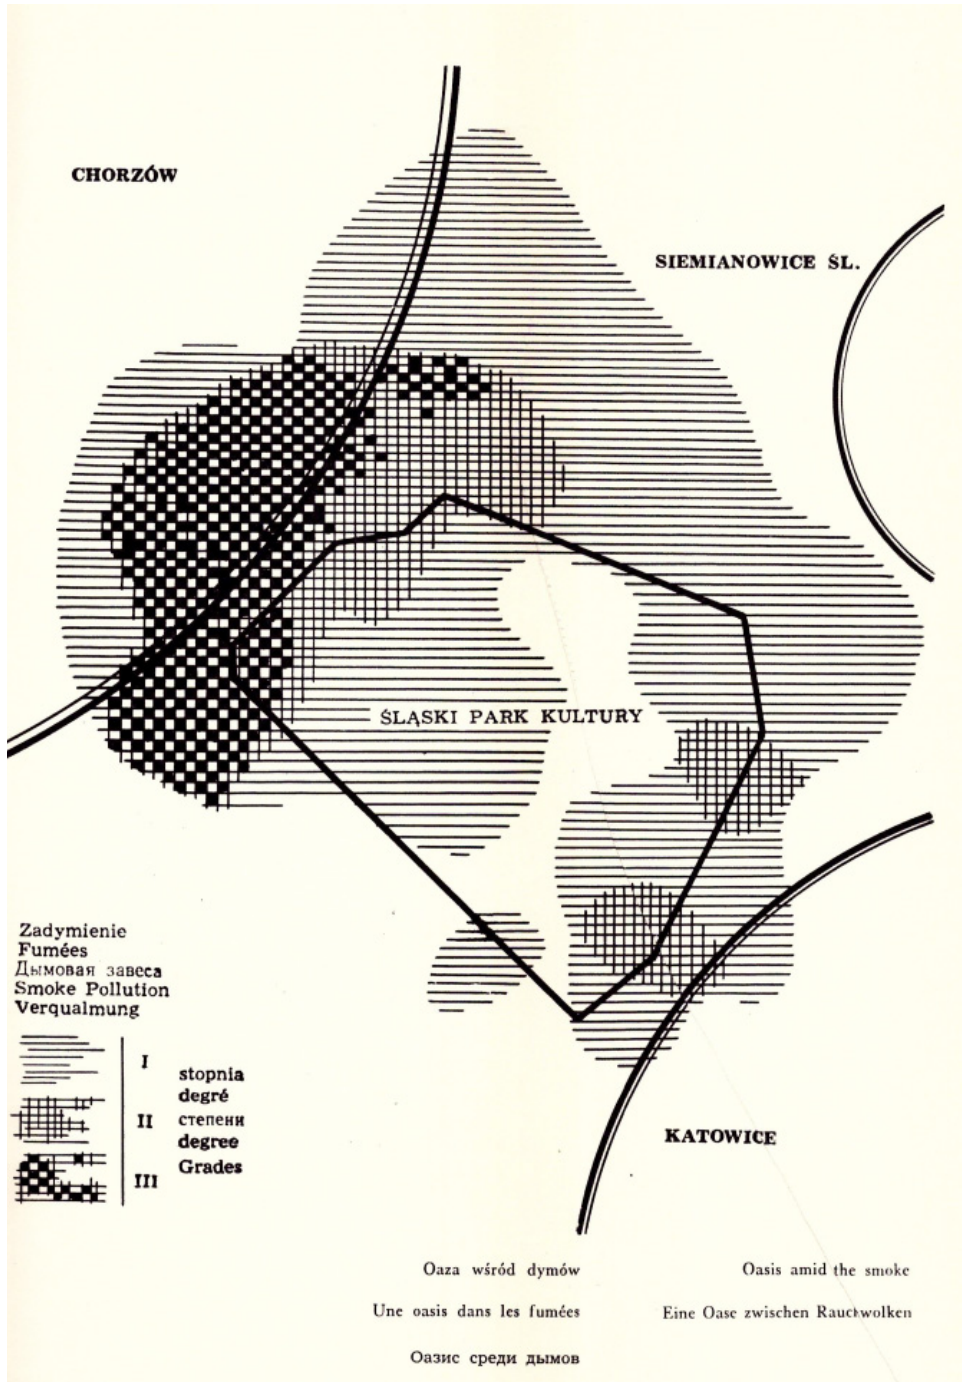 CHORZÓW
SIEMIANOWICE ŚL.
ŚLĄSKI PARK KULTURY
Zadymienie
Fumées
Дымовая завеса
Smoke Pollution
Verqualmung
I
stopnia
degré
II
степени
degree
Grades
III
KATOWICE
Oaza wśród dymów
Oasis amid the smoke
Une oasis dans les fumées
Eine Oase zwischen Rauchwolken
Оазис среди дымов